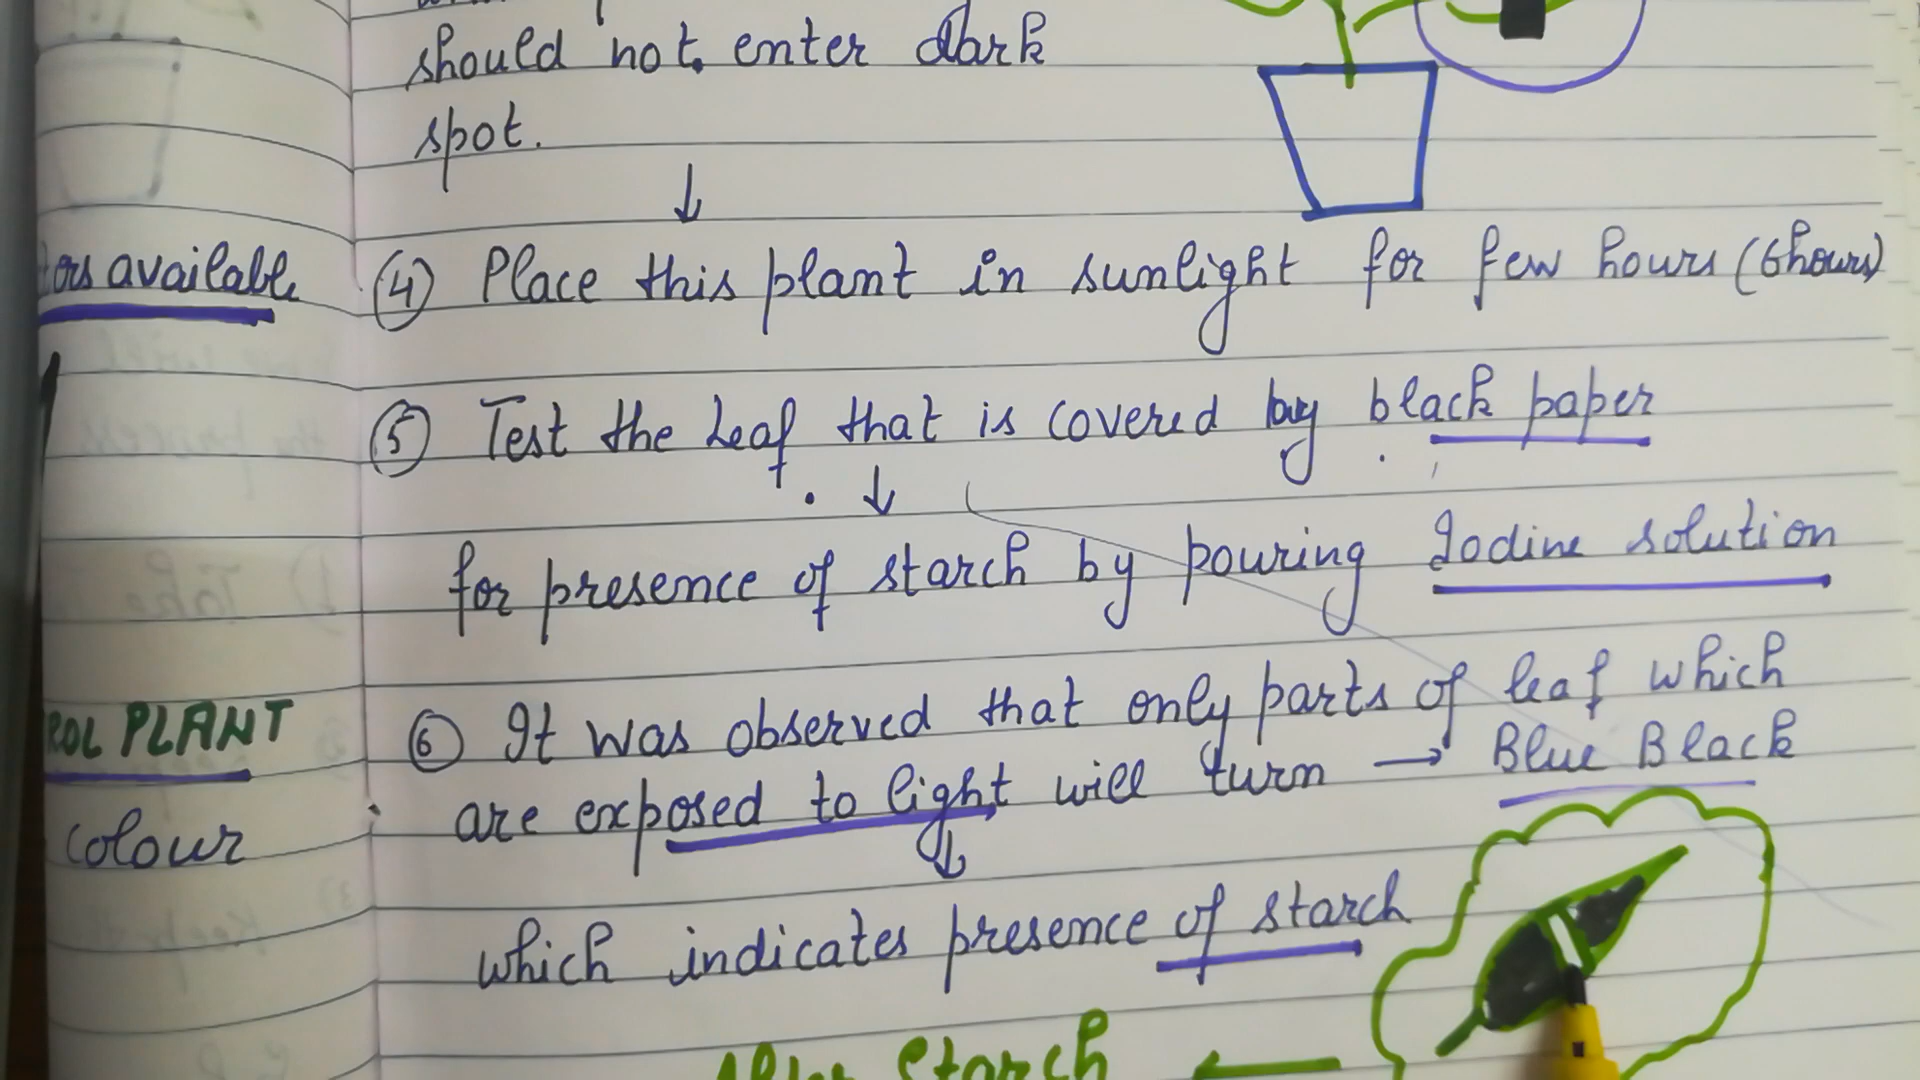 should not enter dark
spot.
↓
available
④ Place this plant in sunlight for few hours (6hours)
⑤ Test the leaf that is covered by black paper
↓
for presence of starch by pouring Iodine solution
⑥ It was observed that only parts of leaf which
are exposed to light will turn → Blue Black
ROL PLANT
colour
↓
which indicates presence of starch
starch ←